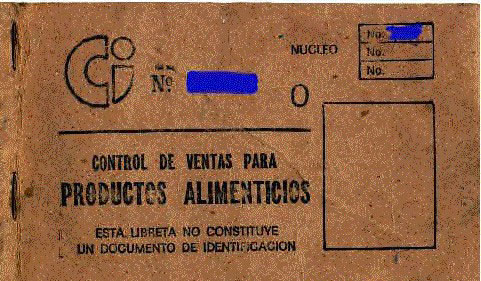 CI
Nº
NUCLEO
No.
No.
No.
O
CONTROL DE VENTAS PARA
PRODUCTOS ALIMENTICIOS
ESTA LIBRETA NO CONSTITUYE
UN DOCUMENTO DE IDENTIFICACION